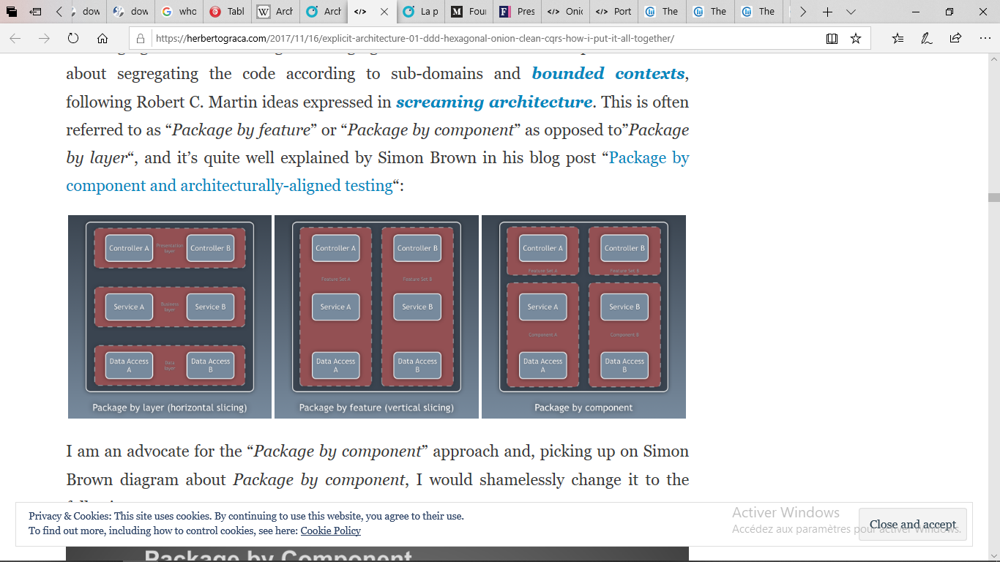 dow
dow
who
Tabl
Arch
Arch
</>
La p
Four
Pres
</> Onic
</> Port
The
The
The
https://herbertograca.com/2017/11/16/explicit-architecture-01-ddd-hexagonal-onion-clean-cqrs-how-i-put-it-all-together/
about segregating the code according to sub-domains and bounded contexts,
following Robert C. Martin ideas expressed in screaming architecture. This is often
referred to as “Package by feature” or “Package by component” as opposed to”Package
by layer“, and it’s quite well explained by Simon Brown in his blog post “Package by
component and architecturally-aligned testing“:
Controller A
Presentation layer
Controller B
Service A
Business layer
Service B
Data Access A
Data layer
Data Access B
Package by layer (horizontal slicing)
Controller A
Controller B
Feature Set A
Feature Set B
Service A
Service B
Data Access A
Data Access B
Package by feature (vertical slicing)
Controller A
Controller B
Feature Set A
Feature Set B
Service A
Service B
Component A
Component B
Data Access A
Data Access B
Package by component
I am an advocate for the “Package by component” approach and, picking up on Simon
Brown diagram about Package by component, I would shamelessly change it to the
Privacy & Cookies: This site uses cookies. By continuing to use this website, you agree to their use.
To find out more, including how to control cookies, see here: Cookie Policy
Close and accept
Activer Windows
Accédez aux paramètres pour activer Windows.
Package by Component